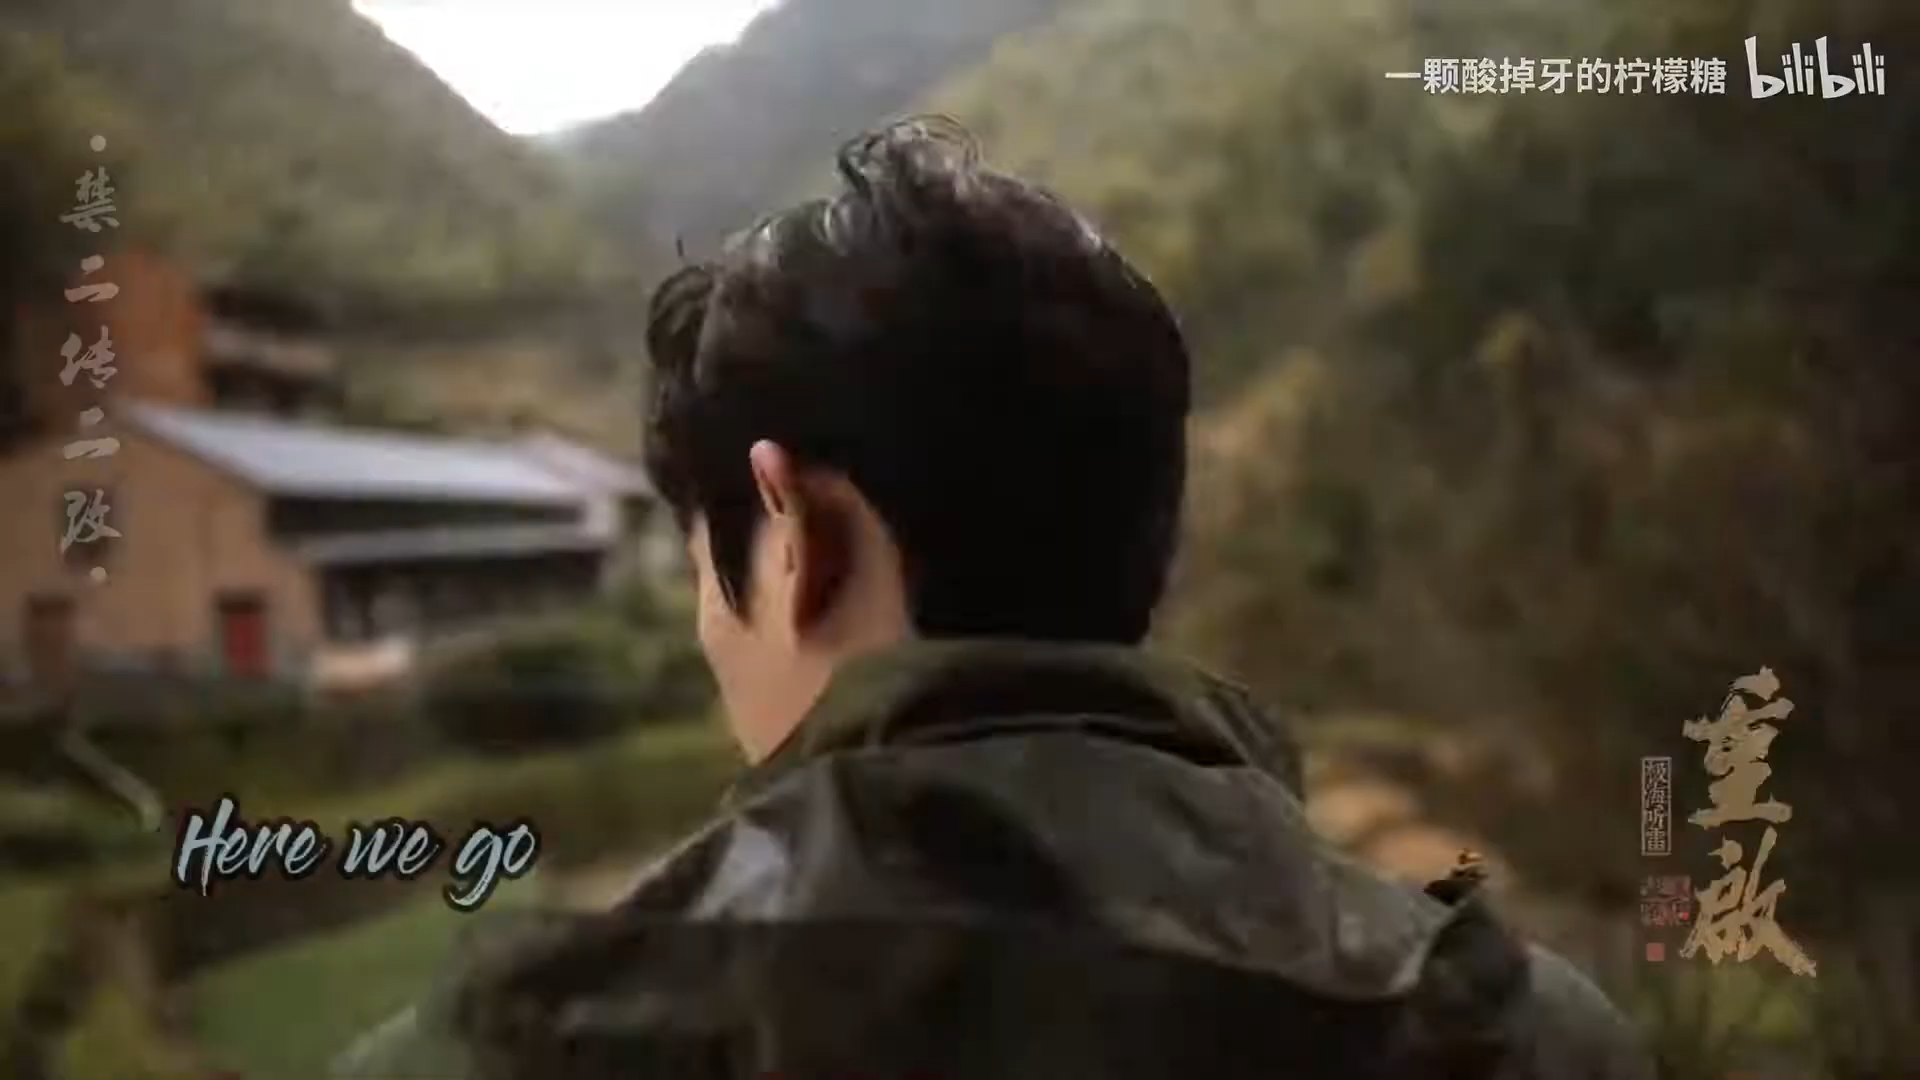 一颗酸掉牙的柠檬糖 bilibili
·禁二传二改·
Here we go
重啟
极海听雷